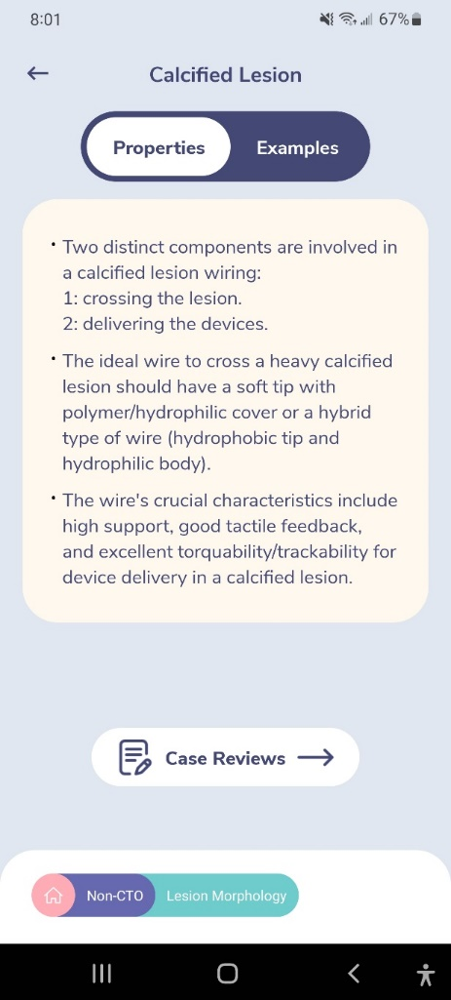 8:01
67%
Calcified Lesion
Properties
Examples
• Two distinct components are involved in
a calcified lesion wiring:
1: crossing the lesion.
2: delivering the devices.
• The ideal wire to cross a heavy calcified
lesion should have a soft tip with
polymer/hydrophilic cover or a hybrid
type of wire (hydrophobic tip and
hydrophilic body).
• The wire's crucial characteristics include
high support, good tactile feedback,
and excellent torquability/trackability for
device delivery in a calcified lesion.
Case Reviews
Non-CTO
Lesion Morphology